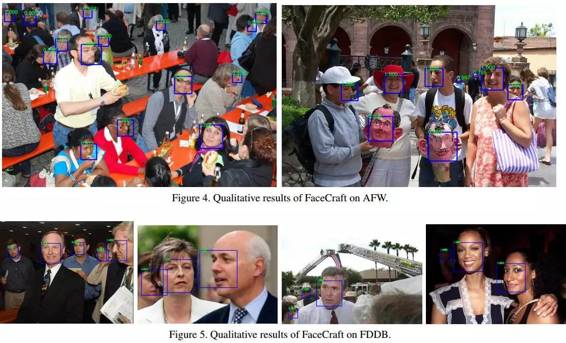 Figure 4. Qualitative results of FaceCraft on AFW.
Figure 5. Qualitative results of FaceCraft on FDDB.